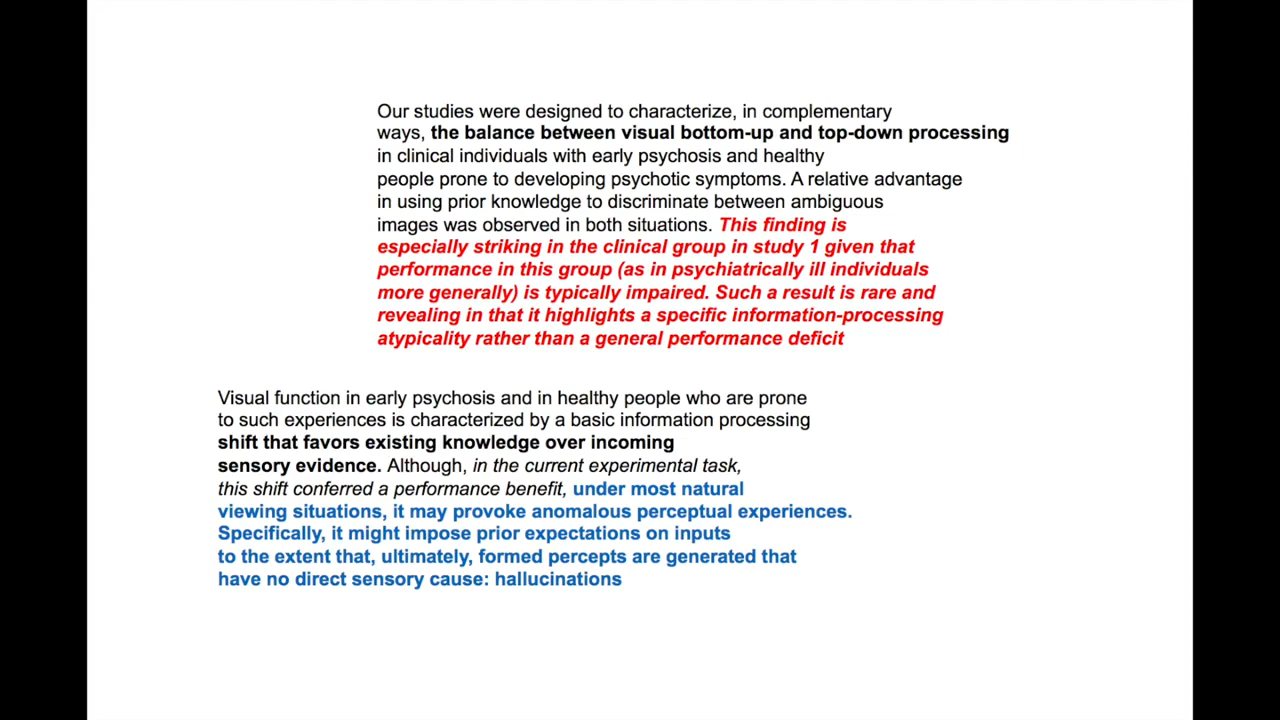 Our studies were designed to characterize, in complementary
ways, the balance between visual bottom-up and top-down processing
in clinical individuals with early psychosis and healthy
people prone to developing psychotic symptoms. A relative advantage
in using prior knowledge to discriminate between ambiguous
images was observed in both situations. This finding is
especially striking in the clinical group in study 1 given that
performance in this group (as in psychiatrically ill individuals
more generally) is typically impaired. Such a result is rare and
revealing in that it highlights a specific information-processing
atypicality rather than a general performance deficit
Visual function in early psychosis and in healthy people who are prone
to such experiences is characterized by a basic information processing
shift that favors existing knowledge over incoming
sensory evidence. Although, in the current experimental task,
this shift conferred a performance benefit, under most natural
viewing situations, it may provoke anomalous perceptual experiences.
Specifically, it might impose prior expectations on inputs
to the extent that, ultimately, formed percepts are generated that
have no direct sensory cause: hallucinations